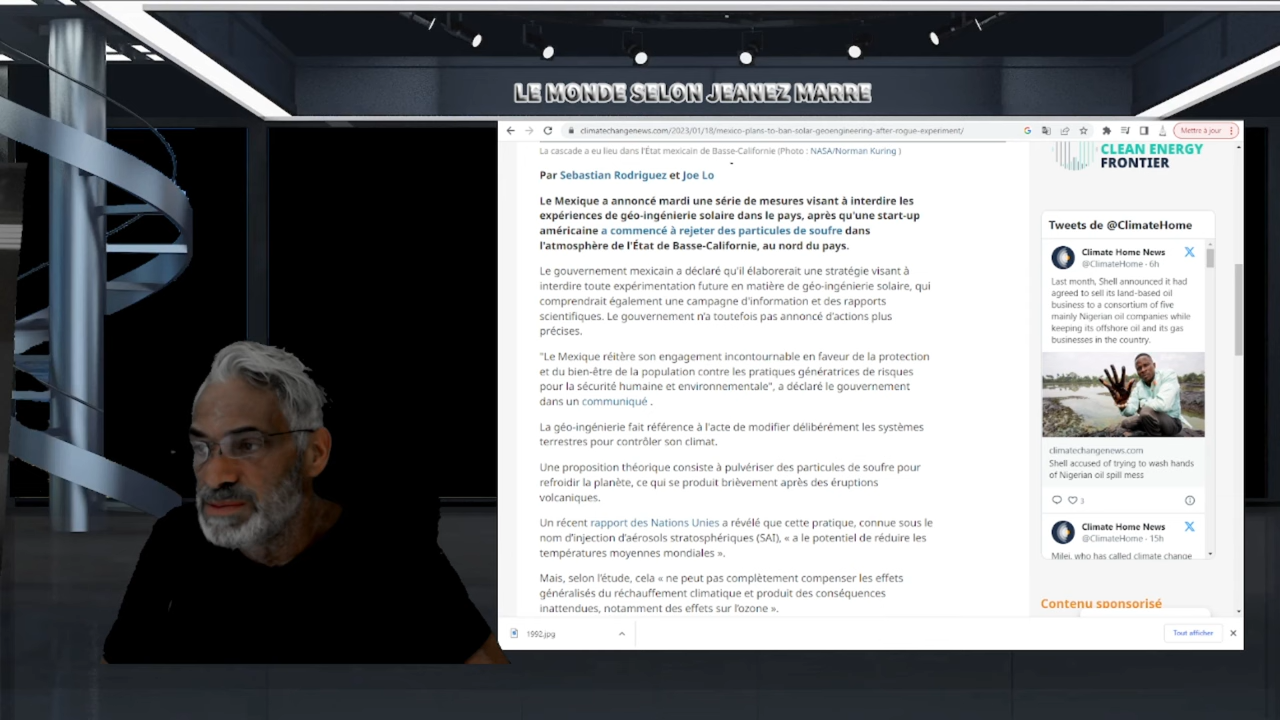 LE MONDE SELON JEANEZ MARRE
climatechangenews.com/2023/01/18/mexico-plans-to-ban-solar-geoengineering-after-rogue-experiment/
Mettre à jour
La cascade a eu lieu dans l'État mexicain de Basse-Californie (Photo : NASA/Norman Kuring )
Par Sebastian Rodriguez et Joe Lo
Le Mexique a annoncé mardi une série de mesures visant à interdire les
expériences de géo-ingénierie solaire dans le pays, après qu'une start-up
américaine a commencé à rejeter des particules de soufre dans
l'atmosphère de l'État de Basse-Californie, au nord du pays.
Le gouvernement mexicain a déclaré qu'il élaborerait une stratégie visant à
interdire toute expérimentation future en matière de géo-ingénierie solaire, qui
comprendrait également une campagne d'information et des rapports
scientifiques. Le gouvernement n'a toutefois pas annoncé d'actions plus
précises.
"Le Mexique réitère son engagement incontournable en faveur de la protection
et du bien-être de la population contre les pratiques génératrices de risques
pour la sécurité humaine et environnementale", a déclaré le gouvernement
dans un communiqué .
La géo-ingénierie fait référence à l'acte de modifier délibérément les systèmes
terrestres pour contrôler son climat.
Une proposition théorique consiste à pulvériser des particules de soufre pour
refroidir la planète, ce qui se produit brièvement après des éruptions
volcaniques.
Un récent rapport des Nations Unies a révélé que cette pratique, connue sous le
nom d'injection d'aérosols stratosphériques (SAI), « a le potentiel de réduire les
températures moyennes mondiales ».
Mais, selon l'étude, cela « ne peut pas complètement compenser les effets
généralisés du réchauffement climatique et produit des conséquences
inattendues, notamment des effets sur l'ozone ».
CLEAN ENERGY
FRONTIER
Tweets de @ClimateHome
Climate Home News
@ClimateHome · 6h
Last month, Shell announced it had
agreed to sell its land-based oil
business to a consortium of five
mainly Nigerian oil companies while
keeping its offshore oil and its gas
businesses in the country.
climatechangenews.com
Shell accused of trying to wash hands
of Nigerian oil spill mess
3
Climate Home News
@ClimateHome · 15h
Milei, who has called climate change
Contenu sponsorisé
1992.jpg
Tout afficher